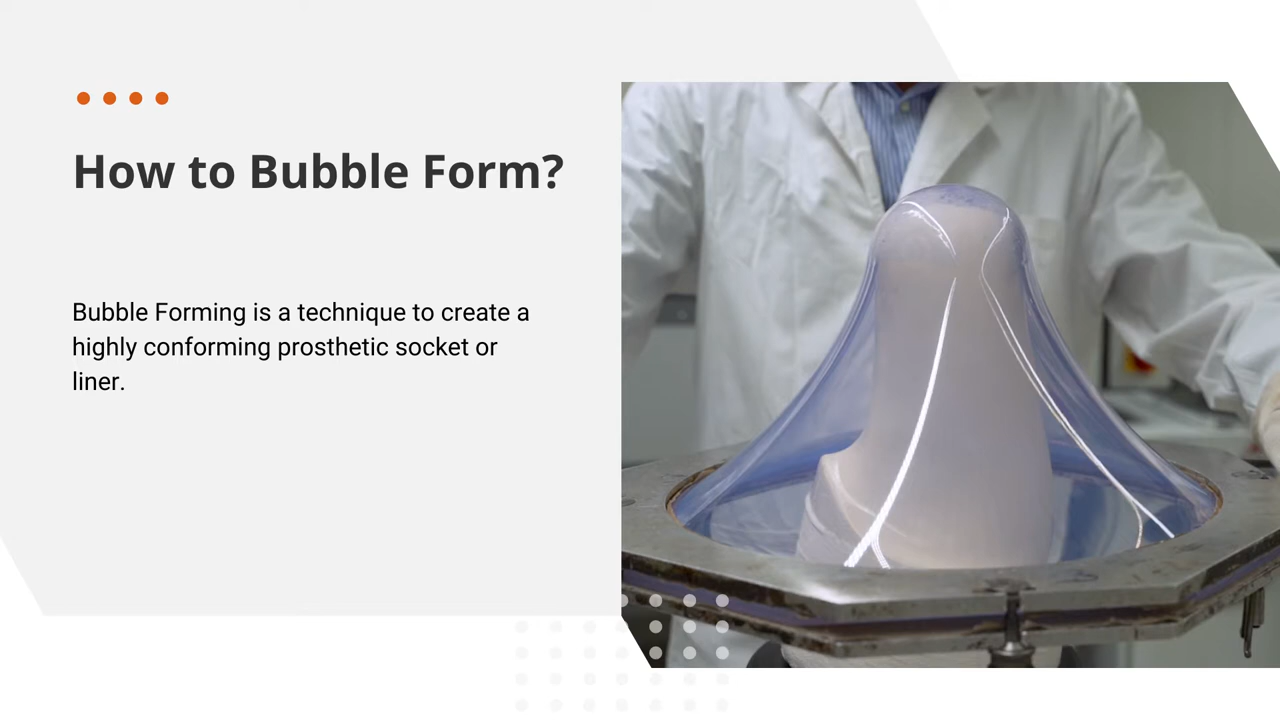 How to Bubble Form?
Bubble Forming is a technique to create a
highly conforming prosthetic socket or
liner.